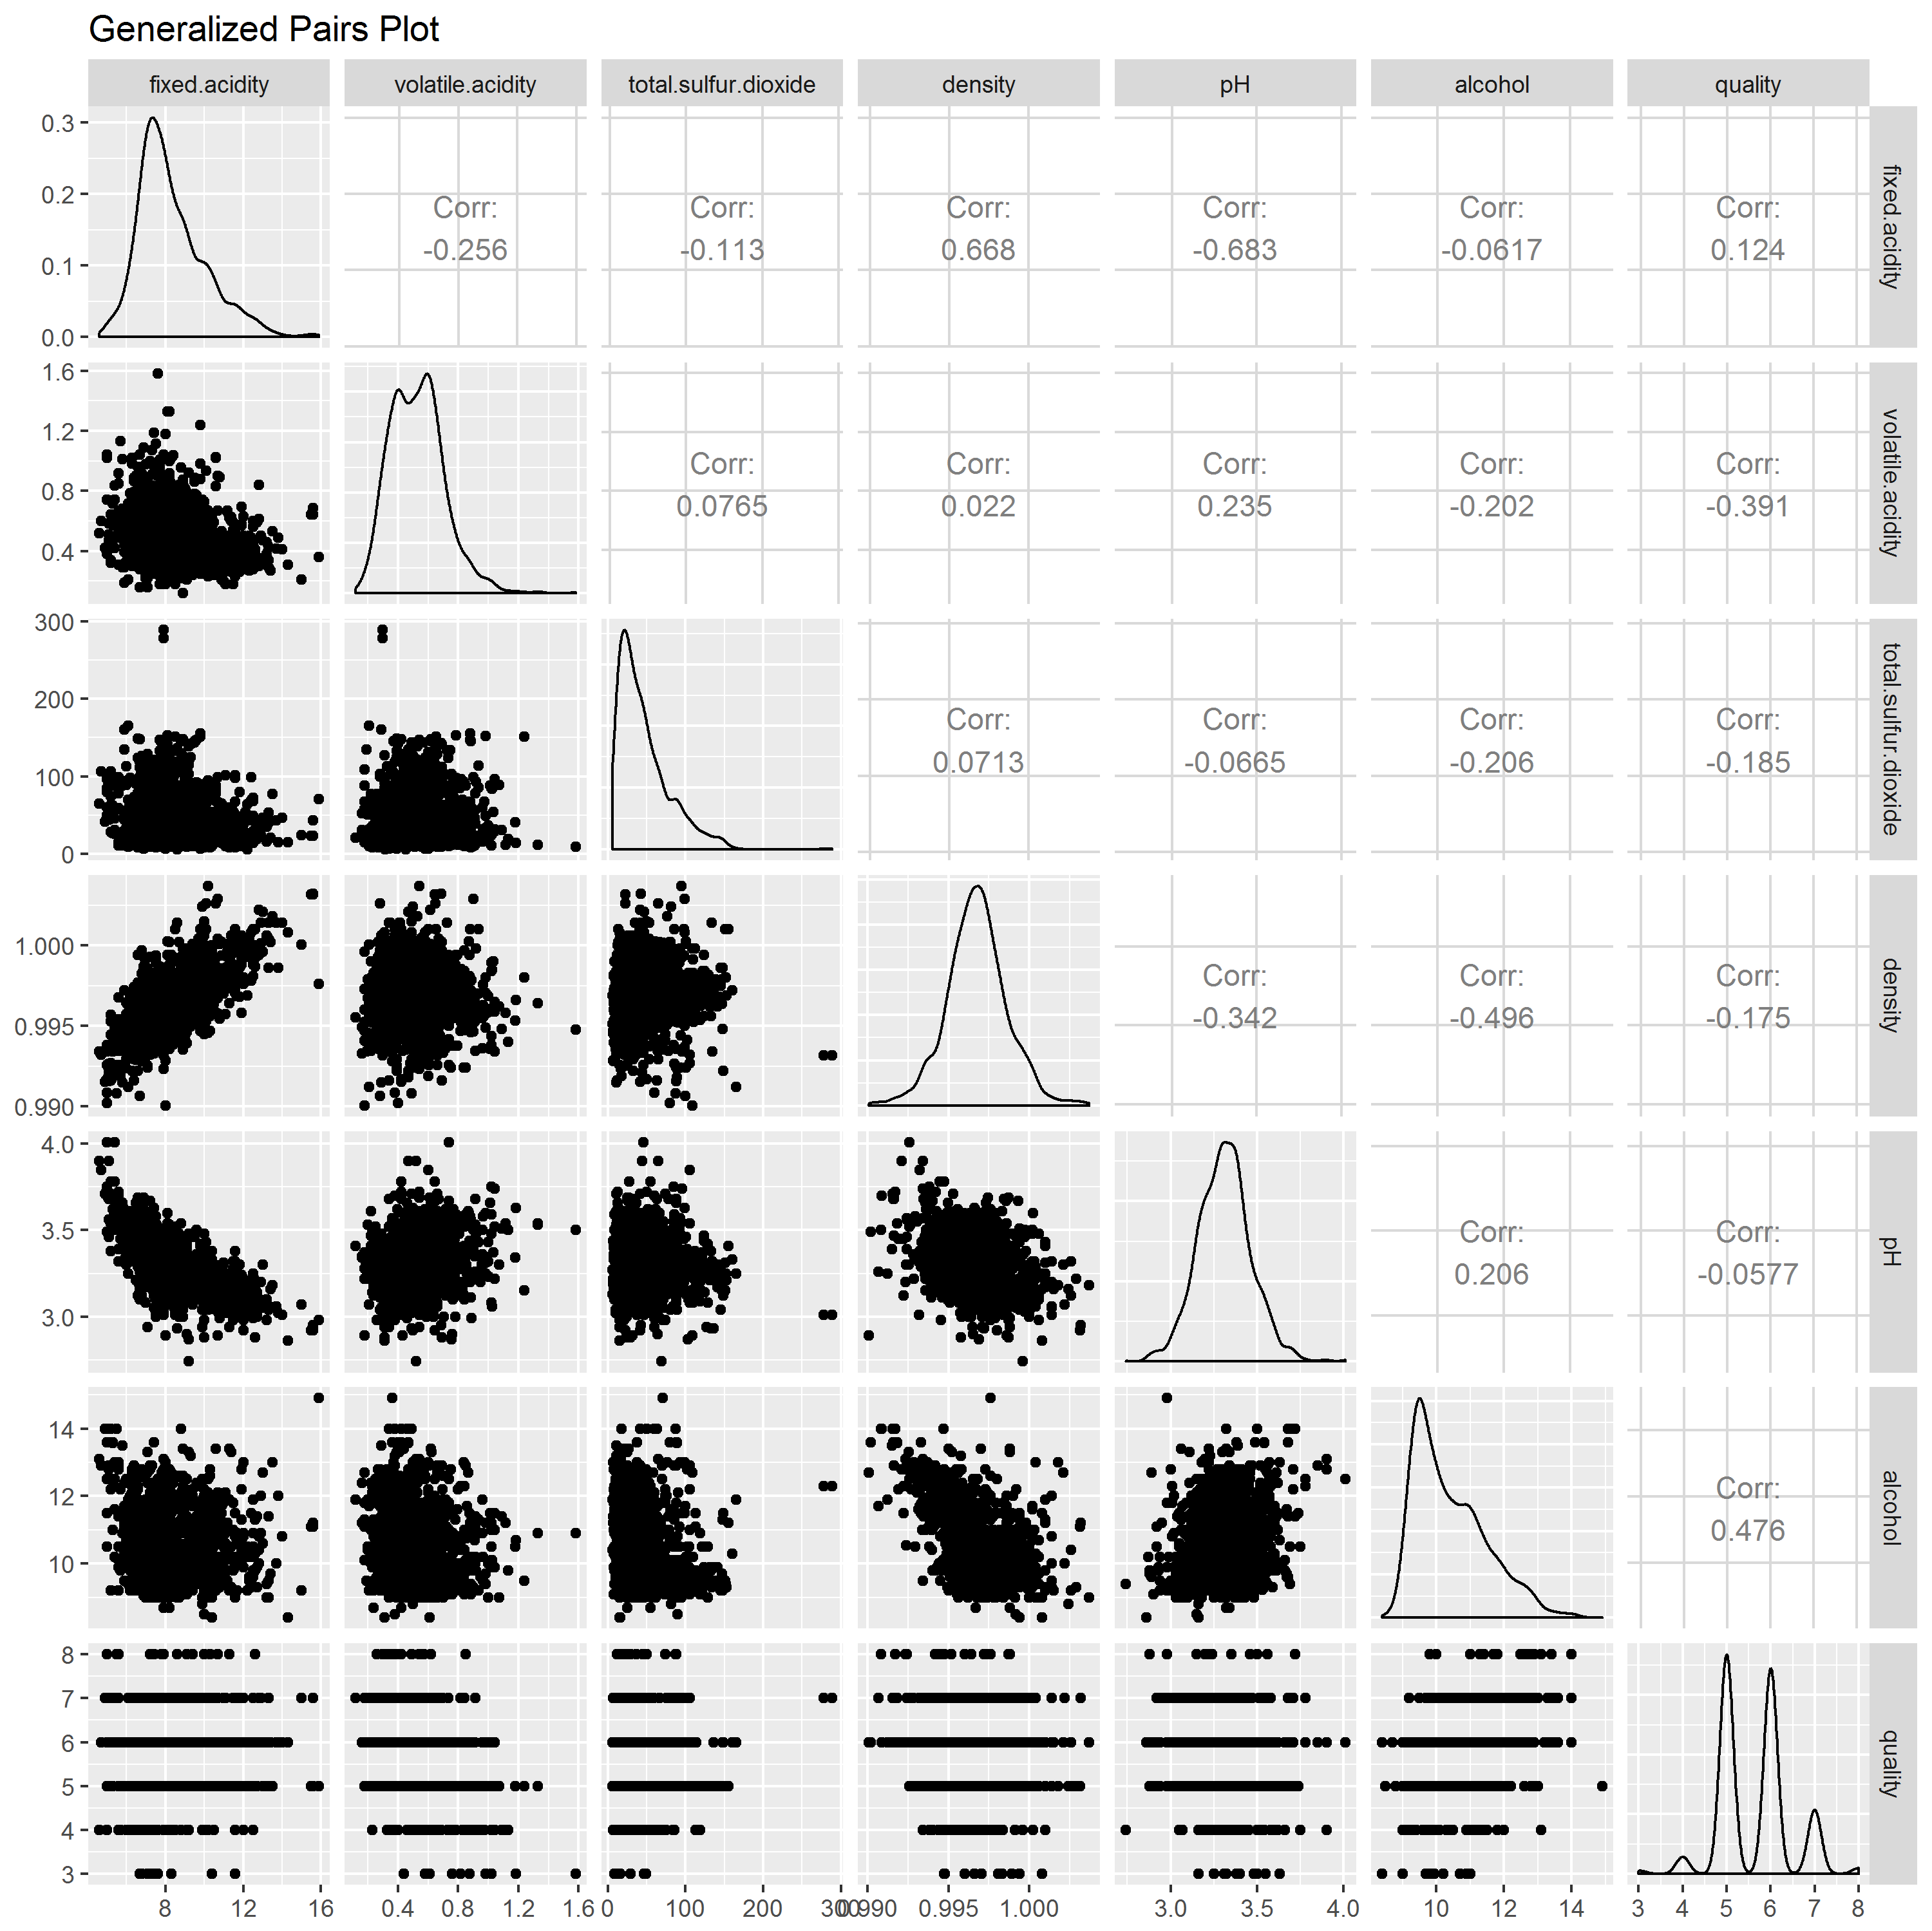 Generalized Pairs Plot
fixed.acidity volatile.acidity total.sulfur.dioxide density pH alcohol quality
0.3
0.2
0.1
0.0
Corr: Corr: Corr: Corr: Corr: Corr:
-0.256 -0.113 0.668 -0.683 -0.0617 0.124
fixed.acidity
1.6
1.2
0.8
0.4
Corr: Corr: Corr: Corr: Corr:
0.0765 0.022 0.235 -0.202 -0.391
volatile.acidity
300
200
100
0
Corr: Corr: Corr: Corr:
0.0713 -0.0665 -0.206 -0.185
total.sulfur.dioxide
1.000
0.995
0.990
Corr: Corr: Corr:
-0.342 -0.496 -0.175
density
4.0
3.5
3.0
Corr: Corr:
0.206 -0.0577
pH
14
12
10
Corr:
0.476
alcohol
8
7
6
5
4
3
quality
8 12 16 0.4 0.8 1.2 1.6 0 100 200 300 0.990 0.995 1.000 3.0 3.5 4.0 10 12 14 3 4 5 6 7 8